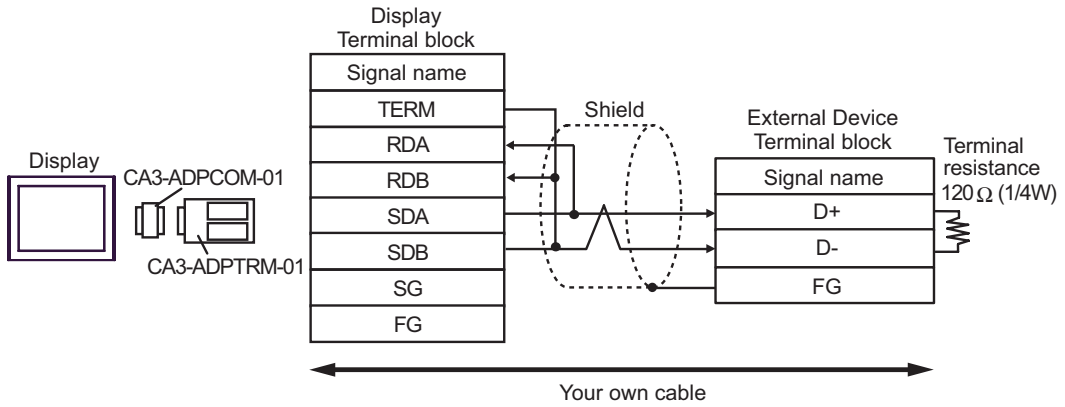 Display
Terminal block
Signal name
TERM
RDA
RDB
SDA
SDB
SG
FG
Shield
External Device
Terminal block
Signal name
D+
D-
FG
Terminal
resistance
120 Ω (1/4W)
Display
CA3-ADPCOM-01
CA3-ADPTRM-01
Your own cable